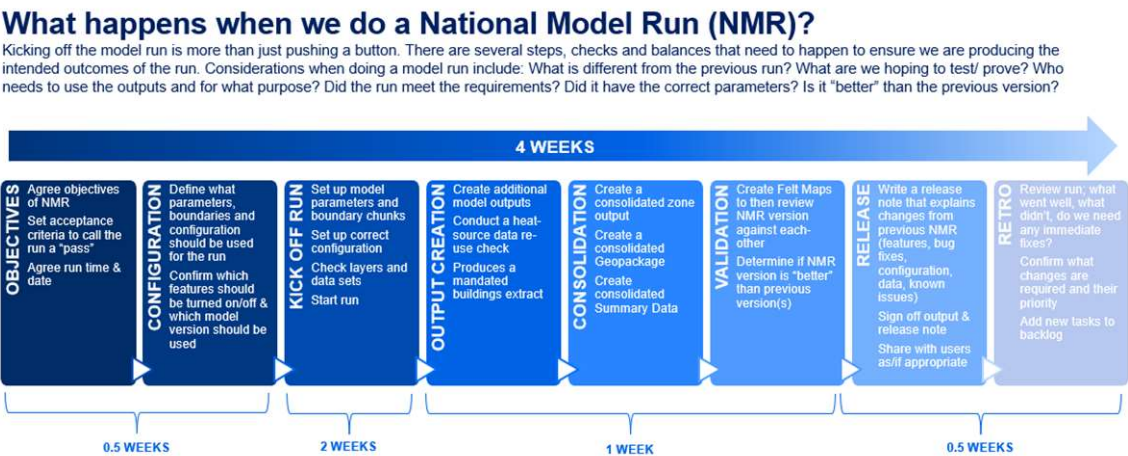 What happens when we do a National Model Run (NMR)?
Kicking off the model run is more than just pushing a button. There are several steps, checks and balances that need to happen to ensure we are producing the
intended outcomes of the run. Considerations when doing a model run include: What is different from the previous run? What are we hoping to test/ prove? Who
needs to use the outputs and for what purpose? Did the run meet the requirements? Did it have the correct parameters? Is it “better” than the previous version?
4 WEEKS
OBJECTIVES
Agree objectives
of NMR
Set acceptance
criteria to call the
run a “pass”
Agree run time &
date
CONFIGURATION
Define what
parameters,
boundaries and
configuration
should be used
for the run
Confirm which
features should
be turned on/off &
which model
version should be
used
KICK OFF RUN
Set up model
parameters and
boundary chunks
Set up correct
configuration
Check layers and
data sets
Start run
OUTPUT CREATION
Create additional
model outputs
Conduct a heat-
source data re-
use check
Produces a
mandated
buildings extract
CONSOLIDATION
Create a
consolidated zone
output
Create a
consolidated
Geopackage
Create
consolidated
Summary Data
VALIDATION
Create Felt Maps
to then review
NMR version
against each-
other
Determine if NMR
version is “better”
than previous
version(s)
RELEASE
Write a release
note that explains
changes from
previous NMR
(features, bug
fixes,
configuration,
data, known
issues)
Sign off output &
release note
Share with users
as/if appropriate
RETRO
Review run; what
went well, what
didn’t, do we need
any immediate
fixes?
Confirm what
changes are
required and their
priority
Add new tasks to
backlog
0.5 WEEKS
2 WEEKS
1 WEEK
0.5 WEEKS